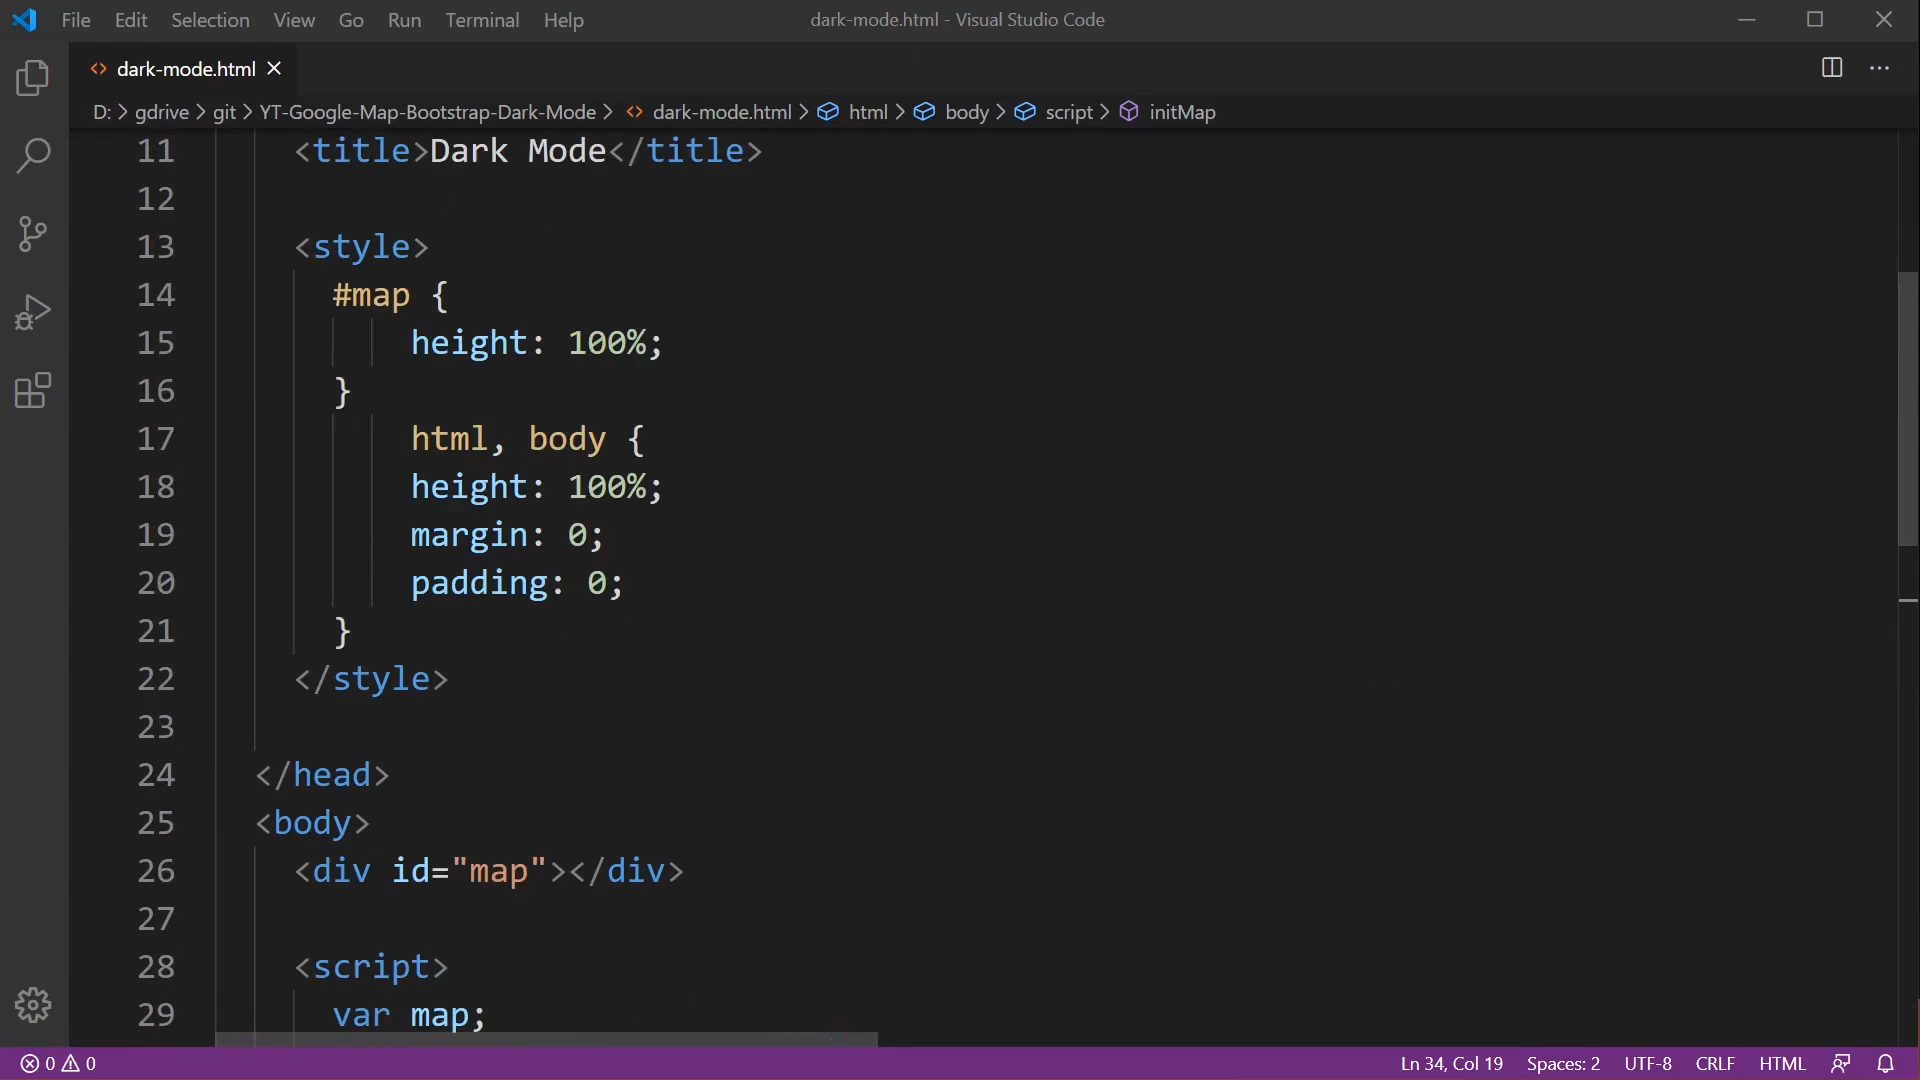 File Edit Selection View Go Run Terminal Help dark-mode.html - Visual Studio Code
dark-mode.html
D: > gdrive > git > YT-Google-Map-Bootstrap-Dark-Mode > dark-mode.html > html > body > script > initMap
11 <title>Dark Mode</title>
12
13 <style>
14 #map {
15 height: 100%;
16 }
17 html, body {
18 height: 100%;
19 margin: 0;
20 padding: 0;
21 }
22 </style>
23
24 </head>
25 <body>
26 <div id="map"></div>
27
28 <script>
29 var map;
0 0 Ln 34, Col 19 Spaces: 2 UTF-8 CRLF HTML